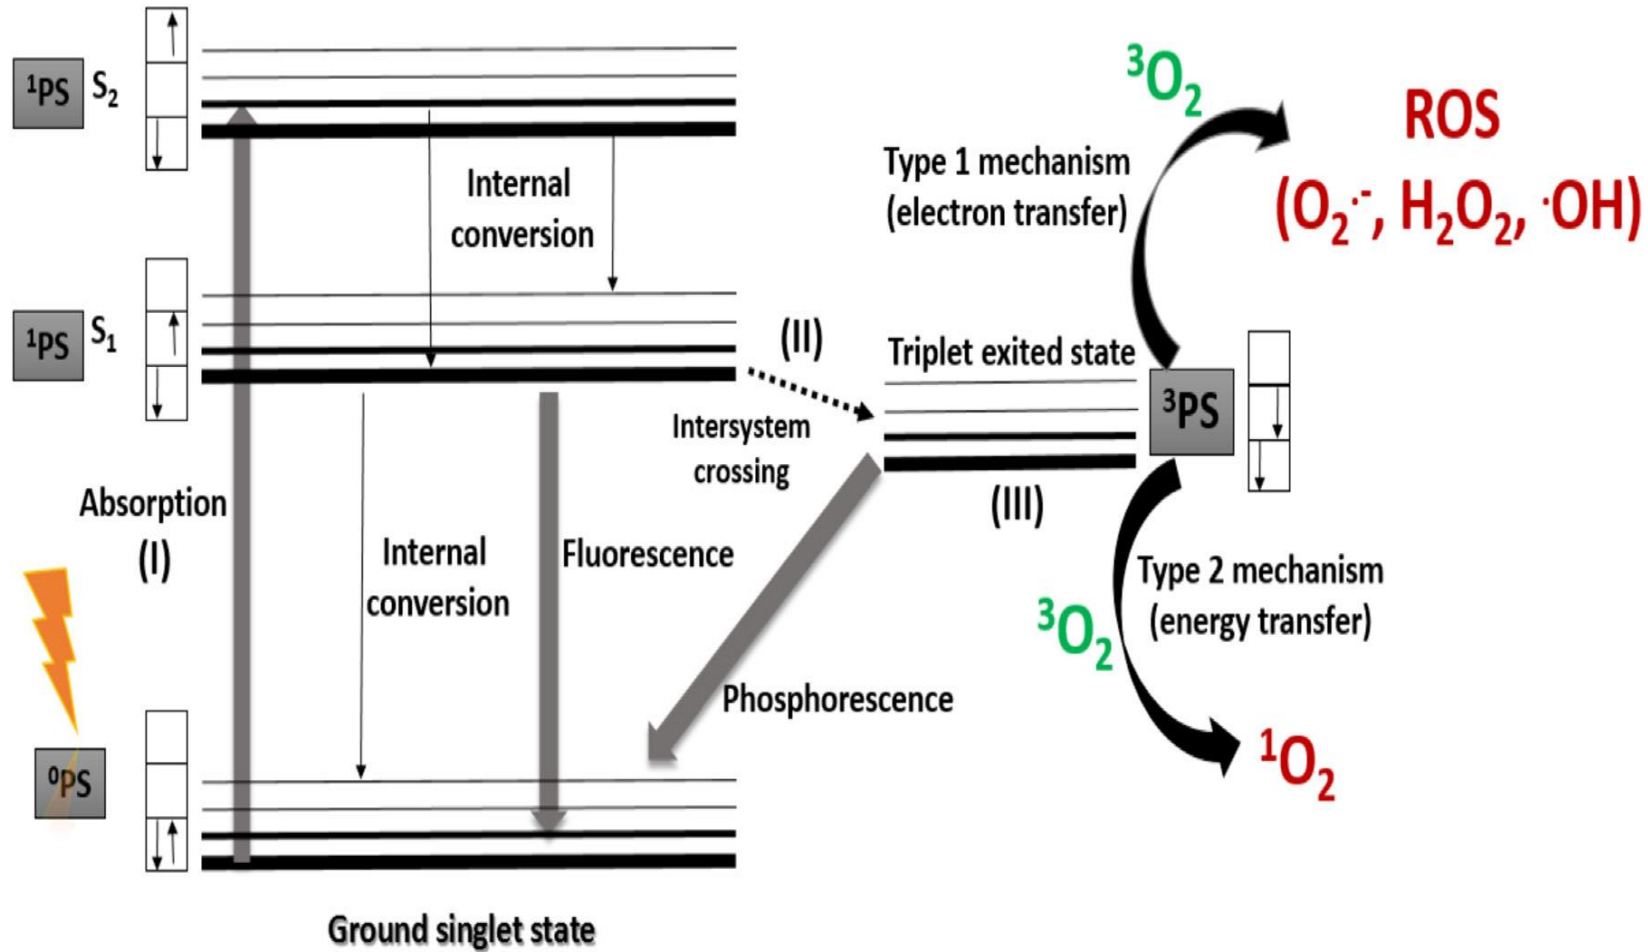 ¹PS S₂
Internal
conversion
¹PS S₁
Absorption
(I)
Internal
conversion
Fluorescence
⁰PS
Ground singlet state
(II)
Intersystem
crossing
Triplet exited state
(III)
³PS
Phosphorescence
Type 1 mechanism
(electron transfer)
³O₂
ROS
(O₂·⁻, H₂O₂, ·OH)
Type 2 mechanism
(energy transfer)
³O₂
¹O₂